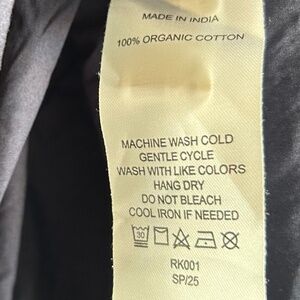 MADE IN INDIA
100% ORGANIC COTTON
MACHINE WASH COLD
GENTLE CYCLE
WASH WITH LIKE COLORS
HANG DRY
DO NOT BLEACH
COOL IRON IF NEEDED
30
RK001
SP/25